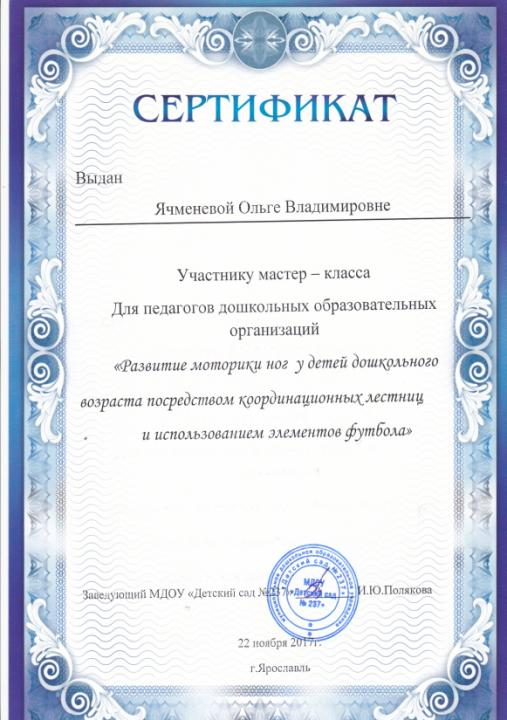 СЕРТИФИКАТ
Выдан
Ячменевой Ольге Владимировне
Участнику мастер – класса
Для педагогов дошкольных образовательных
организаций
«Развитие моторики ног у детей дошкольного
возраста посредством координационных лестниц
и использованием элементов футбола»
Заведующий МДОУ «Детский сад №237» И.Ю.Полякова
МДОУ
«Детский сад
№ 237»
22 ноября 2017г.
г.Ярославль